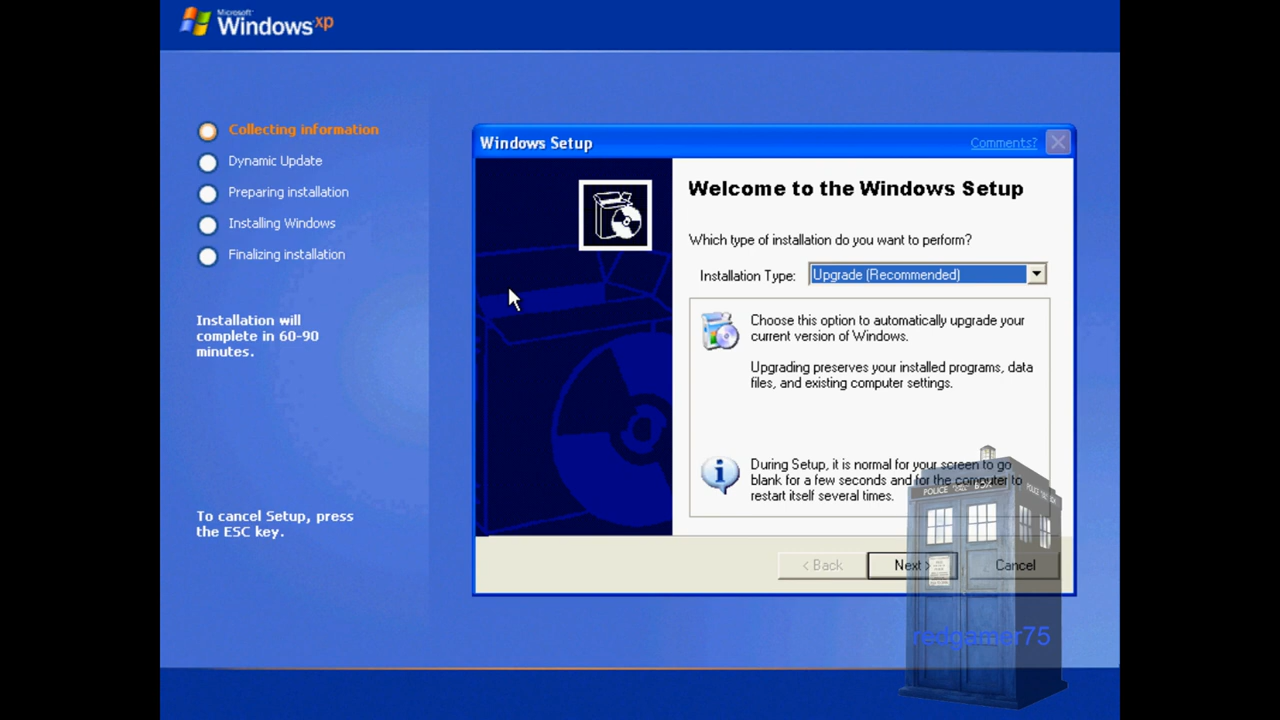 Microsoft
Windows xp
Collecting information
Dynamic Update
Preparing installation
Installing Windows
Finalizing installation
Installation will
complete in 60-90
minutes.
To cancel Setup, press
the ESC key.
Windows Setup
Comments?
Welcome to the Windows Setup
Which type of installation do you want to perform?
Installation Type: Upgrade (Recommended)
Choose this option to automatically upgrade your
current version of Windows.
Upgrading preserves your installed programs, data
files, and existing computer settings.
During Setup, it is normal for your screen to go
blank for a few seconds and for the computer to
restart itself several times.
< Back
Next >
Cancel
POLICE BOX
redgamer75